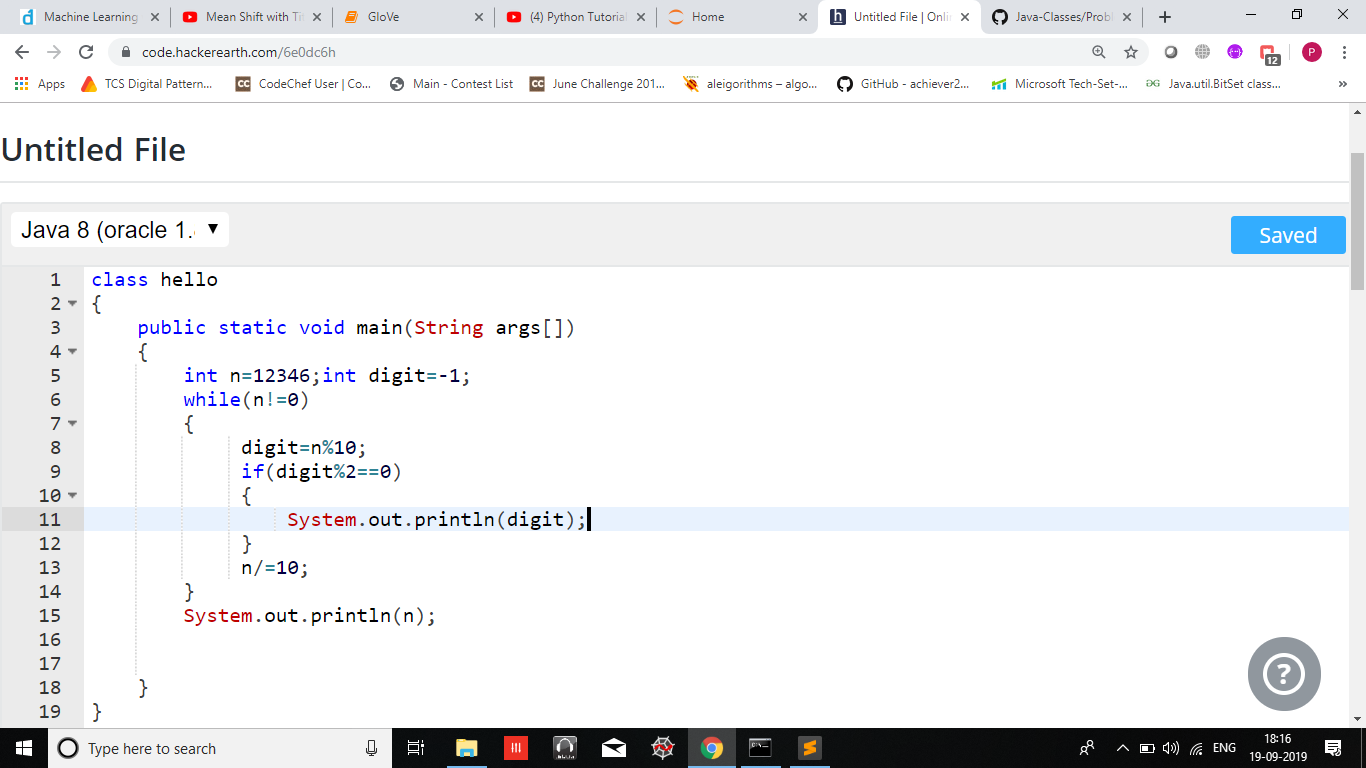 Machine Learning
Mean Shift with Tit
GloVe
(4) Python Tutorial
Home
Untitled File | Onli
Java-Classes/Probl
code.hackerearth.com/6e0dc6h
P
12
Apps
TCS Digital Pattern...
CodeChef User | Co...
Main - Contest List
June Challenge 201...
aleigorithms – algo...
GitHub - achiever2...
Microsoft Tech-Set-...
Java.util.BitSet class...
»
Untitled File
Java 8 (oracle 1.
Saved
1 class hello
2 {
3 public static void main(String args[])
4 {
5 int n=12346;int digit=-1;
6 while(n!=0)
7 {
8 digit=n%10;
9 if(digit%2==0)
10 {
11 System.out.println(digit);
12 }
13 n/=10;
14 }
15 System.out.println(n);
16
17
18 }
19 }
?
Type here to search
ENG
18:16
19-09-2019